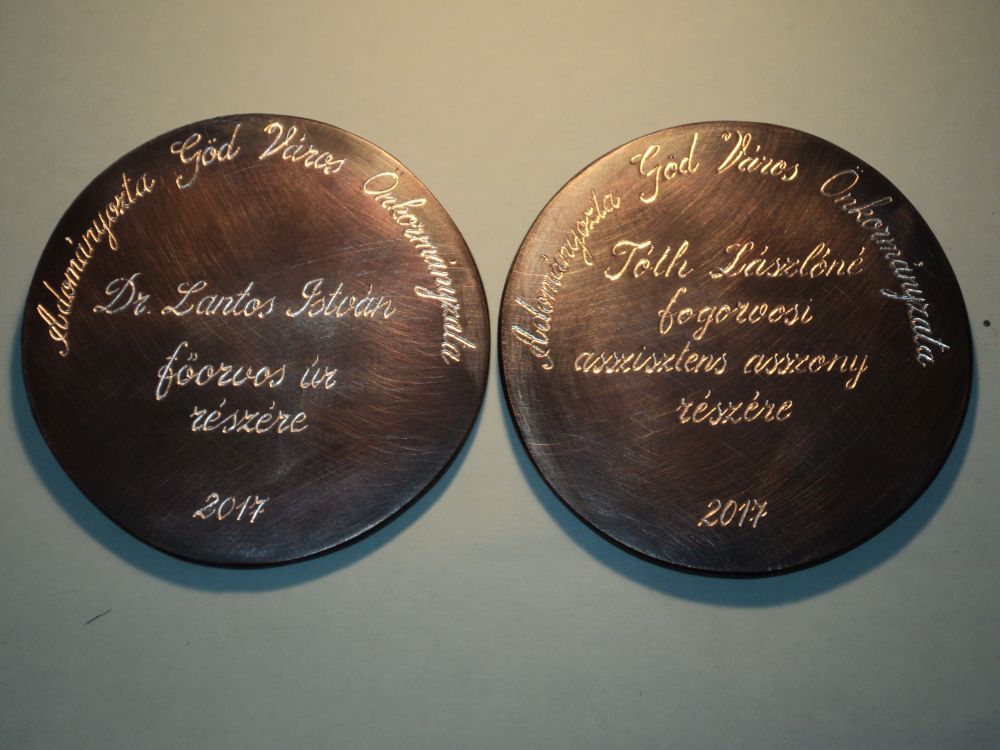 Adományozta Göd Város Önkormányzata
Dr. Lantos István
főorvos úr
részére
2017
Adományozta Göd Város Önkormányzata
Tóth Lászlóné
fogorvosi
asszisztens asszony
részére
2017